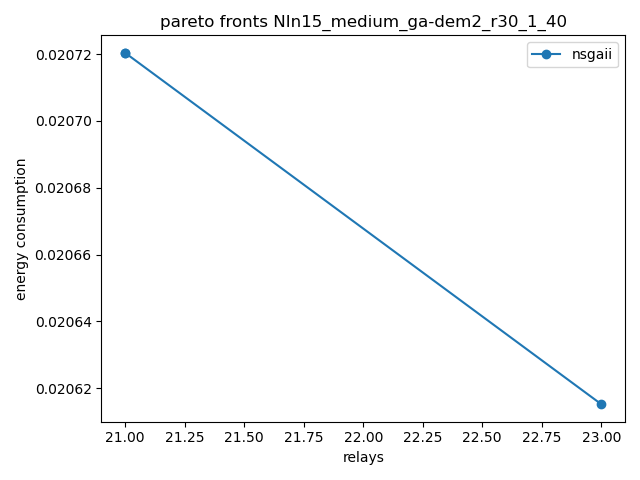 pareto fronts NIn15_medium_ga-dem2_r30_1_40
nsgaii
energy consumption
0.02072
0.02070
0.02068
0.02066
0.02064
0.02062
21.00 21.25 21.50 21.75 22.00 22.25 22.50 22.75 23.00
relays